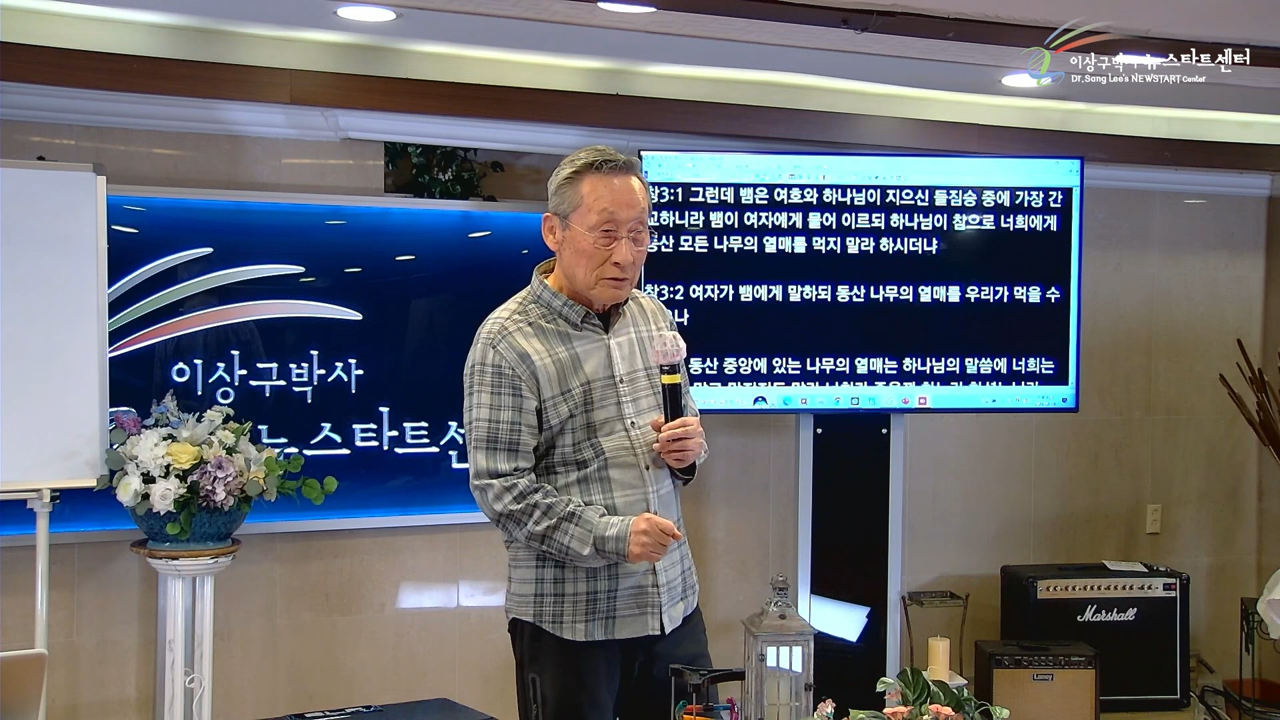 이상구박사 뉴스타트센터
Dr. Sang Lee's NEWSTART Center
창3:1 그런데 뱀은 여호와 하나님이 지으신 들짐승 중에 가장 간
교하니라 뱀이 여자에게 물어 이르되 하나님이 참으로 너희에게
동산 모든 나무의 열매를 먹지 말라 하시더냐
창3:2 여자가 뱀에게 말하되 동산 나무의 열매를 우리가 먹을 수
나
동산 중앙에 있는 나무의 열매는 하나님의 말씀에 너희는
이상구박사
뉴스타트센
Marshall
Laney